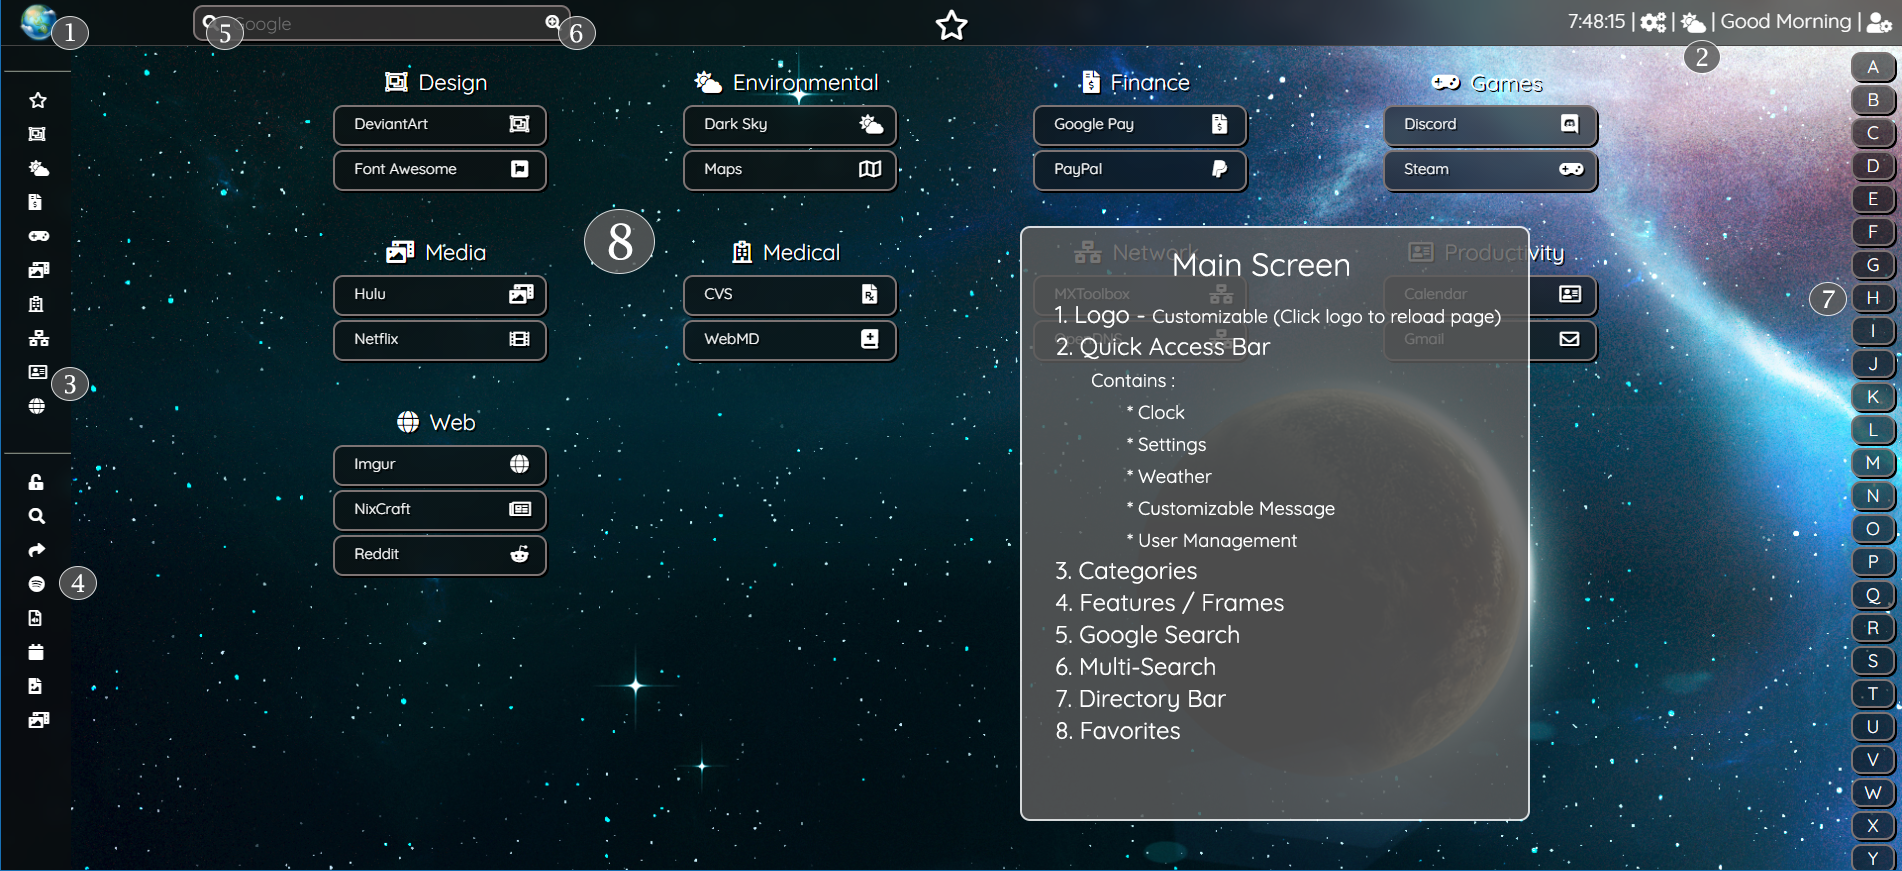 1
5
Google
6
7:48:15 | | | Good Morning |
2
Design
DeviantArt
Font Awesome
Environmental
Dark Sky
Maps
Finance
Google Pay
PayPal
Games
Discord
Steam
Media
Hulu
Netflix
8
Medical
CVS
WebMD
Network
MXToolbox
OpenDNS
Productivity
Calendar
Gmail
Web
Imgur
NixCraft
Reddit
3
4
Main Screen
1. Logo - Customizable (Click logo to reload page)
2. Quick Access Bar
Contains :
* Clock
* Settings
* Weather
* Customizable Message
* User Management
3. Categories
4. Features / Frames
5. Google Search
6. Multi-Search
7. Directory Bar
8. Favorites
7
A
B
C
D
E
F
G
H
I
J
K
L
M
N
O
P
Q
R
S
T
U
V
W
X
Y